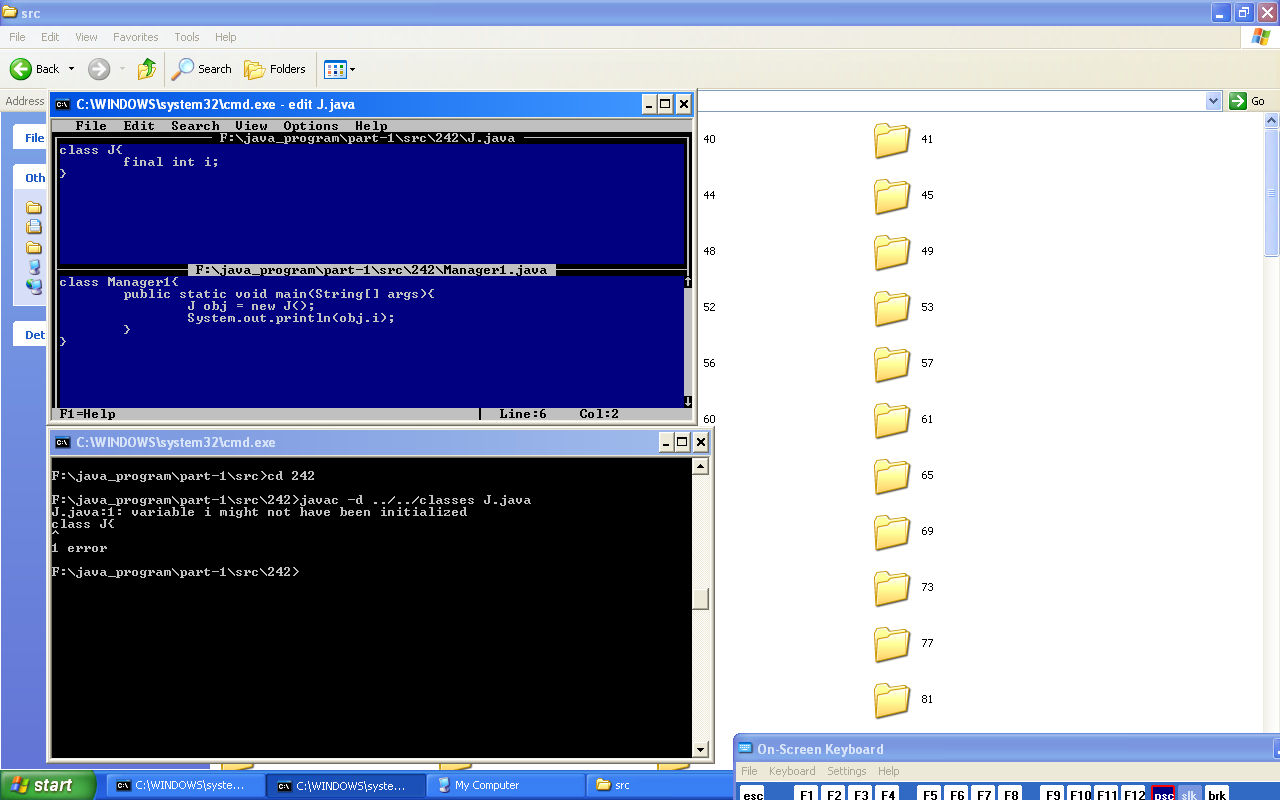 src
File Edit View Favorites Tools Help
Back Search Folders
Address Go
C:\WINDOWS\system32\cmd.exe - edit J.java
File Edit Search View Options Help
F:\java_program\part-1\src\242\J.java
class J{
final int i;
}
F:\java_program\part-1\src\242\Manager1.java
class Manager1{
public static void main(String[] args){
J obj = new J();
System.out.println(obj.i);
}
}
F1=Help Line:6 Col:2
File
Oth
Det
C:\WINDOWS\system32\cmd.exe
F:\java_program\part-1\src>cd 242
F:\java_program\part-1\src\242>javac -d ../../classes J.java
J.java:1: variable i might not have been initialized
class J{
^
1 error
F:\java_program\part-1\src\242>
40 41
44 45
48 49
52 53
56 57
60 61
65
69
73
77
81
On-Screen Keyboard
File Keyboard Settings Help
esc F1 F2 F3 F4 F5 F6 F7 F8 F9 F10 F11 F12 psc slk brk
start C:\WINDOWS\syste... C:\WINDOWS\syste... My Computer src